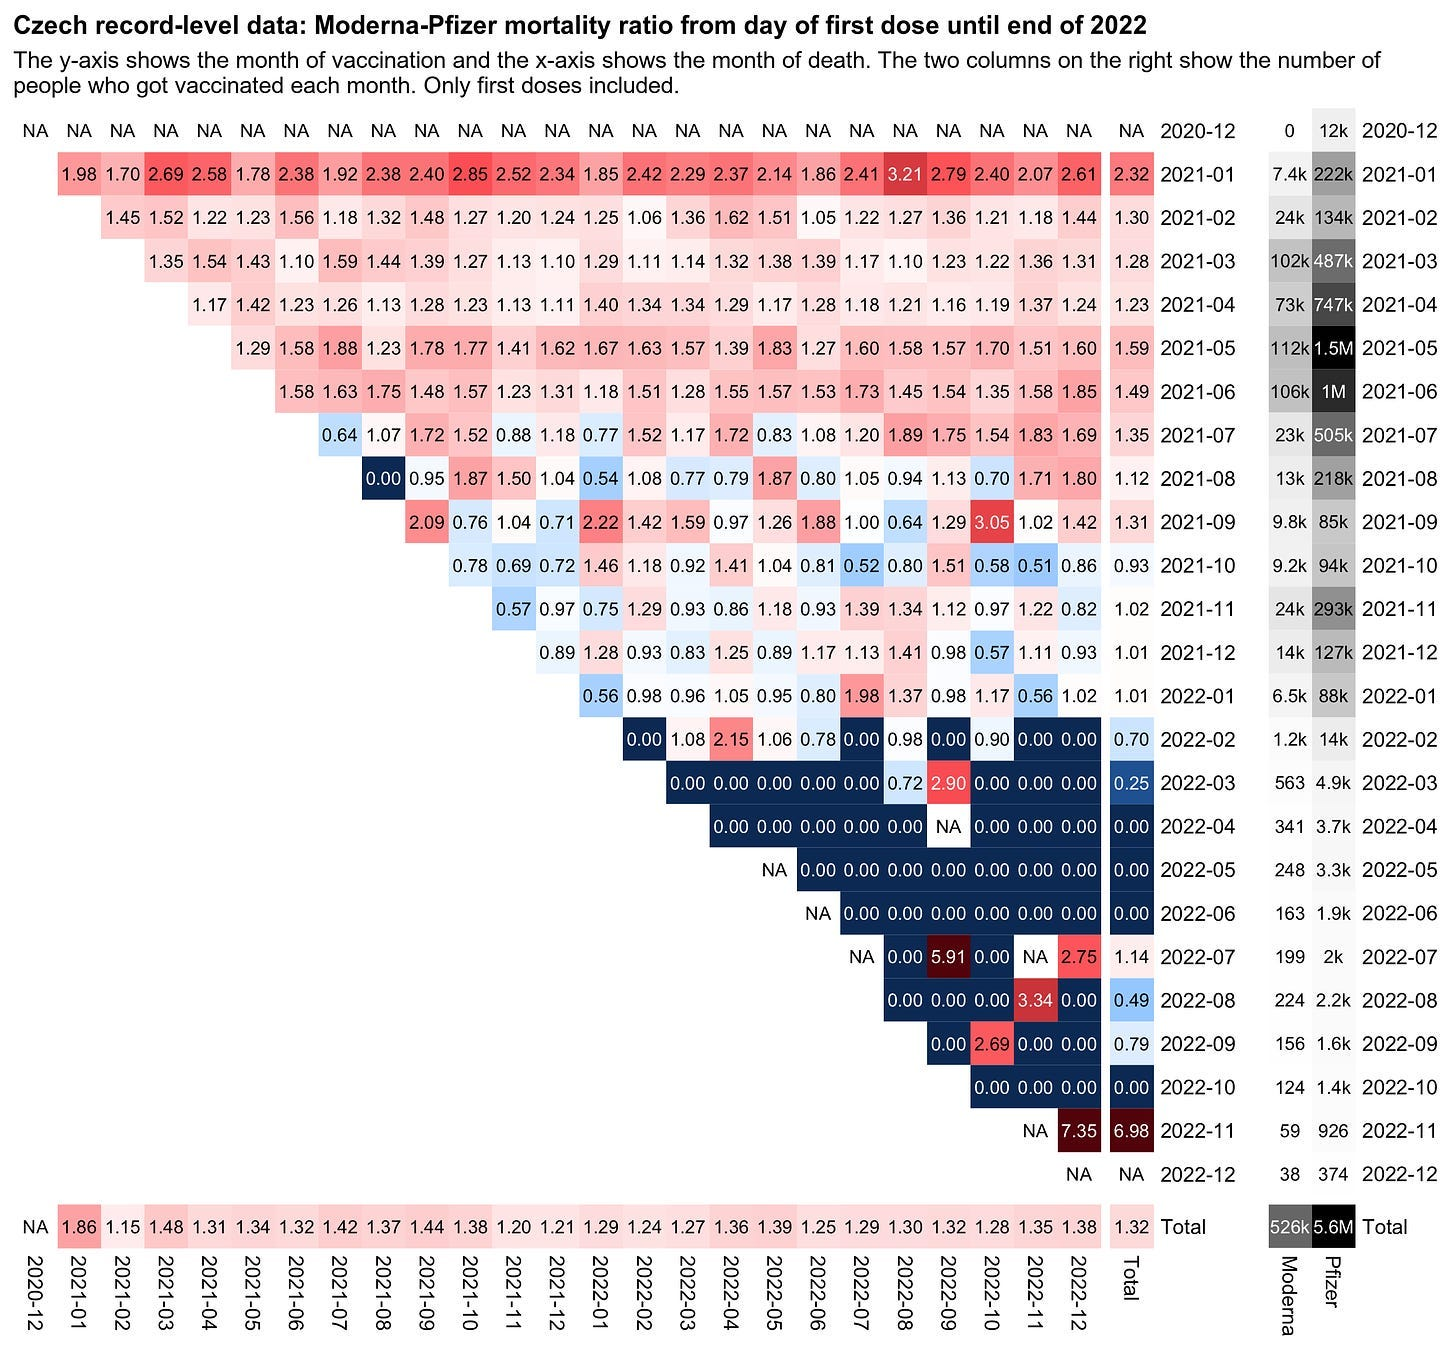 Czech record-level data: Moderna-Pfizer mortality ratio from day of first dose until end of 2022
The y-axis shows the month of vaccination and the x-axis shows the month of death. The two columns on the right show the number of
people who got vaccinated each month. Only first doses included.
NA NA NA NA NA NA NA NA NA NA NA NA NA NA NA NA NA NA NA NA NA NA NA NA NA NA 2020-12 0 12k 2020-12
1.98 1.70 2.69 2.58 1.78 2.38 1.92 2.38 2.40 2.85 2.52 2.34 1.85 2.42 2.29 2.37 2.14 1.86 2.41 3.21 2.79 2.40 2.07 2.61 2.32 2021-01 7.4k 222k 2021-01
1.45 1.52 1.22 1.23 1.56 1.18 1.32 1.48 1.27 1.20 1.24 1.25 1.06 1.36 1.62 1.51 1.05 1.22 1.27 1.36 1.21 1.18 1.44 1.30 2021-02 24k 134k 2021-02
1.35 1.54 1.43 1.10 1.59 1.44 1.39 1.27 1.13 1.10 1.29 1.11 1.14 1.32 1.38 1.39 1.17 1.10 1.23 1.22 1.36 1.31 1.28 2021-03 102k 487k 2021-03
1.17 1.42 1.23 1.26 1.13 1.28 1.23 1.13 1.11 1.40 1.34 1.34 1.29 1.17 1.28 1.18 1.21 1.16 1.19 1.37 1.24 1.23 2021-04 73k 747k 2021-04
1.29 1.58 1.88 1.23 1.78 1.77 1.41 1.62 1.67 1.63 1.57 1.39 1.83 1.27 1.60 1.58 1.57 1.70 1.51 1.60 1.59 2021-05 112k 1.5M 2021-05
1.58 1.63 1.75 1.48 1.57 1.23 1.31 1.18 1.51 1.28 1.55 1.57 1.53 1.73 1.45 1.54 1.35 1.58 1.85 1.49 2021-06 106k 1M 2021-06
0.64 1.07 1.72 1.52 0.88 1.18 0.77 1.52 1.17 1.72 0.83 1.08 1.20 1.89 1.75 1.54 1.83 1.69 1.35 2021-07 23k 505k 2021-07
0.00 0.95 1.87 1.50 1.04 0.54 1.08 0.77 0.79 1.87 0.80 1.05 0.94 1.13 0.70 1.71 1.80 1.12 2021-08 13k 218k 2021-08
2.09 0.76 1.04 0.71 2.22 1.42 1.59 0.97 1.26 1.88 1.00 0.64 1.29 3.05 1.02 1.42 1.31 2021-09 9.8k 85k 2021-09
0.78 0.69 0.72 1.46 1.18 0.92 1.41 1.04 0.81 0.52 0.80 1.51 0.58 0.51 0.86 0.93 2021-10 9.2k 94k 2021-10
0.57 0.97 0.75 1.29 0.93 0.86 1.18 0.93 1.39 1.34 1.12 0.97 1.22 0.82 1.02 2021-11 24k 293k 2021-11
0.89 1.28 0.93 0.83 1.25 0.89 1.17 1.13 1.41 0.98 0.57 1.11 0.93 1.01 2021-12 14k 127k 2021-12
0.56 0.98 0.96 1.05 0.95 0.80 1.98 1.37 0.98 1.17 0.56 1.02 1.01 2022-01 6.5k 88k 2022-01
0.00 1.08 2.15 1.06 0.78 0.00 0.98 0.00 0.90 0.00 0.00 0.70 2022-02 1.2k 14k 2022-02
0.00 0.00 0.00 0.00 0.00 0.72 2.90 0.00 0.00 0.00 0.25 2022-03 563 4.9k 2022-03
0.00 0.00 0.00 0.00 0.00 NA 0.00 0.00 0.00 0.00 2022-04 341 3.7k 2022-04
NA 0.00 0.00 0.00 0.00 0.00 0.00 0.00 0.00 2022-05 248 3.3k 2022-05
NA 0.00 0.00 0.00 0.00 0.00 0.00 0.00 2022-06 163 1.9k 2022-06
NA 0.00 5.91 0.00 NA 2.75 1.14 2022-07 199 2k 2022-07
0.00 0.00 0.00 3.34 0.00 0.49 2022-08 224 2.2k 2022-08
0.00 2.69 0.00 0.00 0.79 2022-09 156 1.6k 2022-09
0.00 0.00 0.00 0.00 2022-10 124 1.4k 2022-10
NA 7.35 6.98 2022-11 59 926 2022-11
NA NA 2022-12 38 374 2022-12
NA 1.86 1.15 1.48 1.31 1.34 1.32 1.42 1.37 1.44 1.38 1.20 1.21 1.29 1.24 1.27 1.36 1.39 1.25 1.29 1.30 1.32 1.28 1.35 1.38 1.32 Total 526k 5.6M Total
2020-12 2021-01 2021-02 2021-03 2021-04 2021-05 2021-06 2021-07 2021-08 2021-09 2021-10 2021-11 2021-12 2022-01 2022-02 2022-03 2022-04 2022-05 2022-06 2022-07 2022-08 2022-09 2022-10 2022-11 2022-12 Total Moderna Pfizer